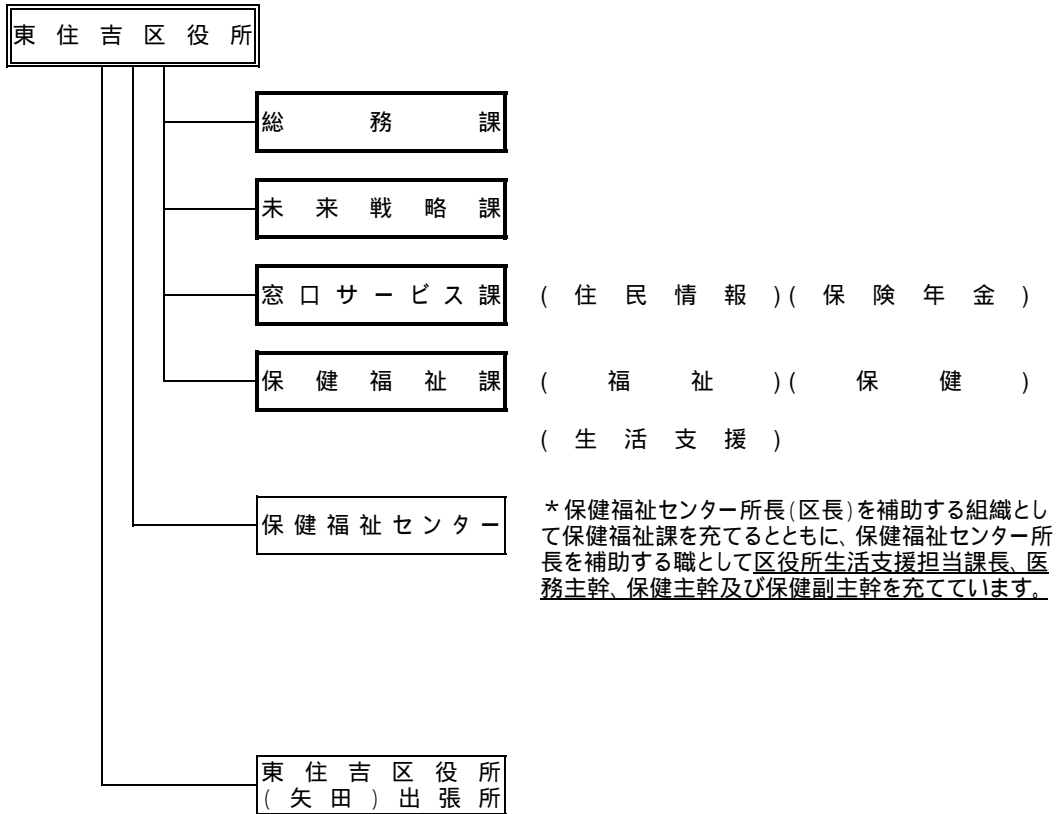 東住吉区役所
総務課
未来戦略課
窓口サービス課 (住民情報)(保険年金)
保健福祉課 (福祉)(保健)
(生活支援)
保健福祉センター
＊保健福祉センター所長(区長)を補助する組織とし
て保健福祉課を充てるとともに、保健福祉センター所
長を補助する職として区役所生活支援担当課長、医
務主幹、保健主幹及び保健副主幹を充てています。
東住吉区役所
(矢田)出張所